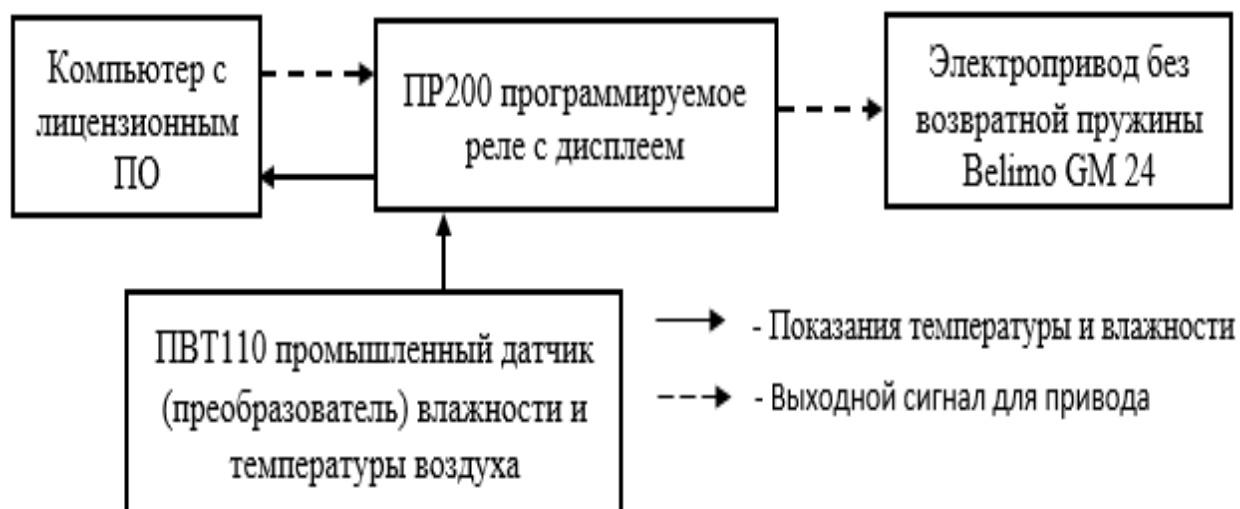 Компьютер с
лицензионным
ПО
ПР200 программируемое
реле с дисплеем
Электропривод без
возвратной пружины
Belimo GM 24
ПВТ110 промышленный датчик
(преобразователь) влажности и
температуры воздуха
- Показания температуры и влажности
- Выходной сигнал для привода